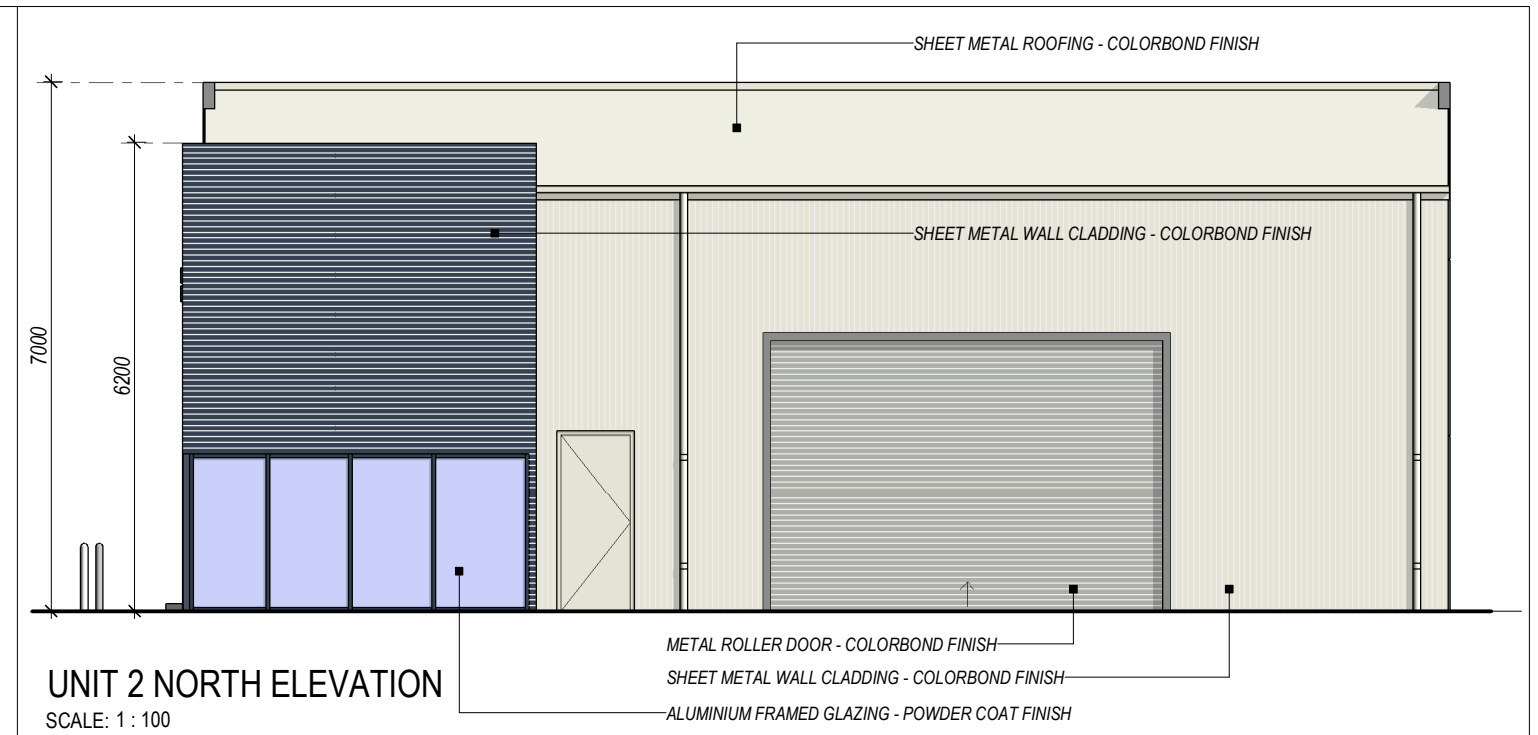 SHEET METAL ROOFING - COLORBOND FINISH
SHEET METAL WALL CLADDING - COLORBOND FINISH
7000
6200
METAL ROLLER DOOR - COLORBOND FINISH
SHEET METAL WALL CLADDING - COLORBOND FINISH
ALUMINIUM FRAMED GLAZING - POWDER COAT FINISH
UNIT 2 NORTH ELEVATION
SCALE: 1 : 100